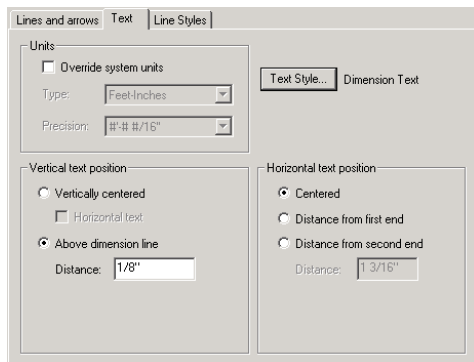 Lines and arrows Text Line Styles
Units
Override system units
Type: Feet-Inches
Precision: #'-# #/16"
Text Style... Dimension Text
Vertical text position
Vertically centered
Horizontal text
Above dimension line
Distance: 1/8"
Horizontal text position
Centered
Distance from first end
Distance from second end
Distance: 1 3/16"